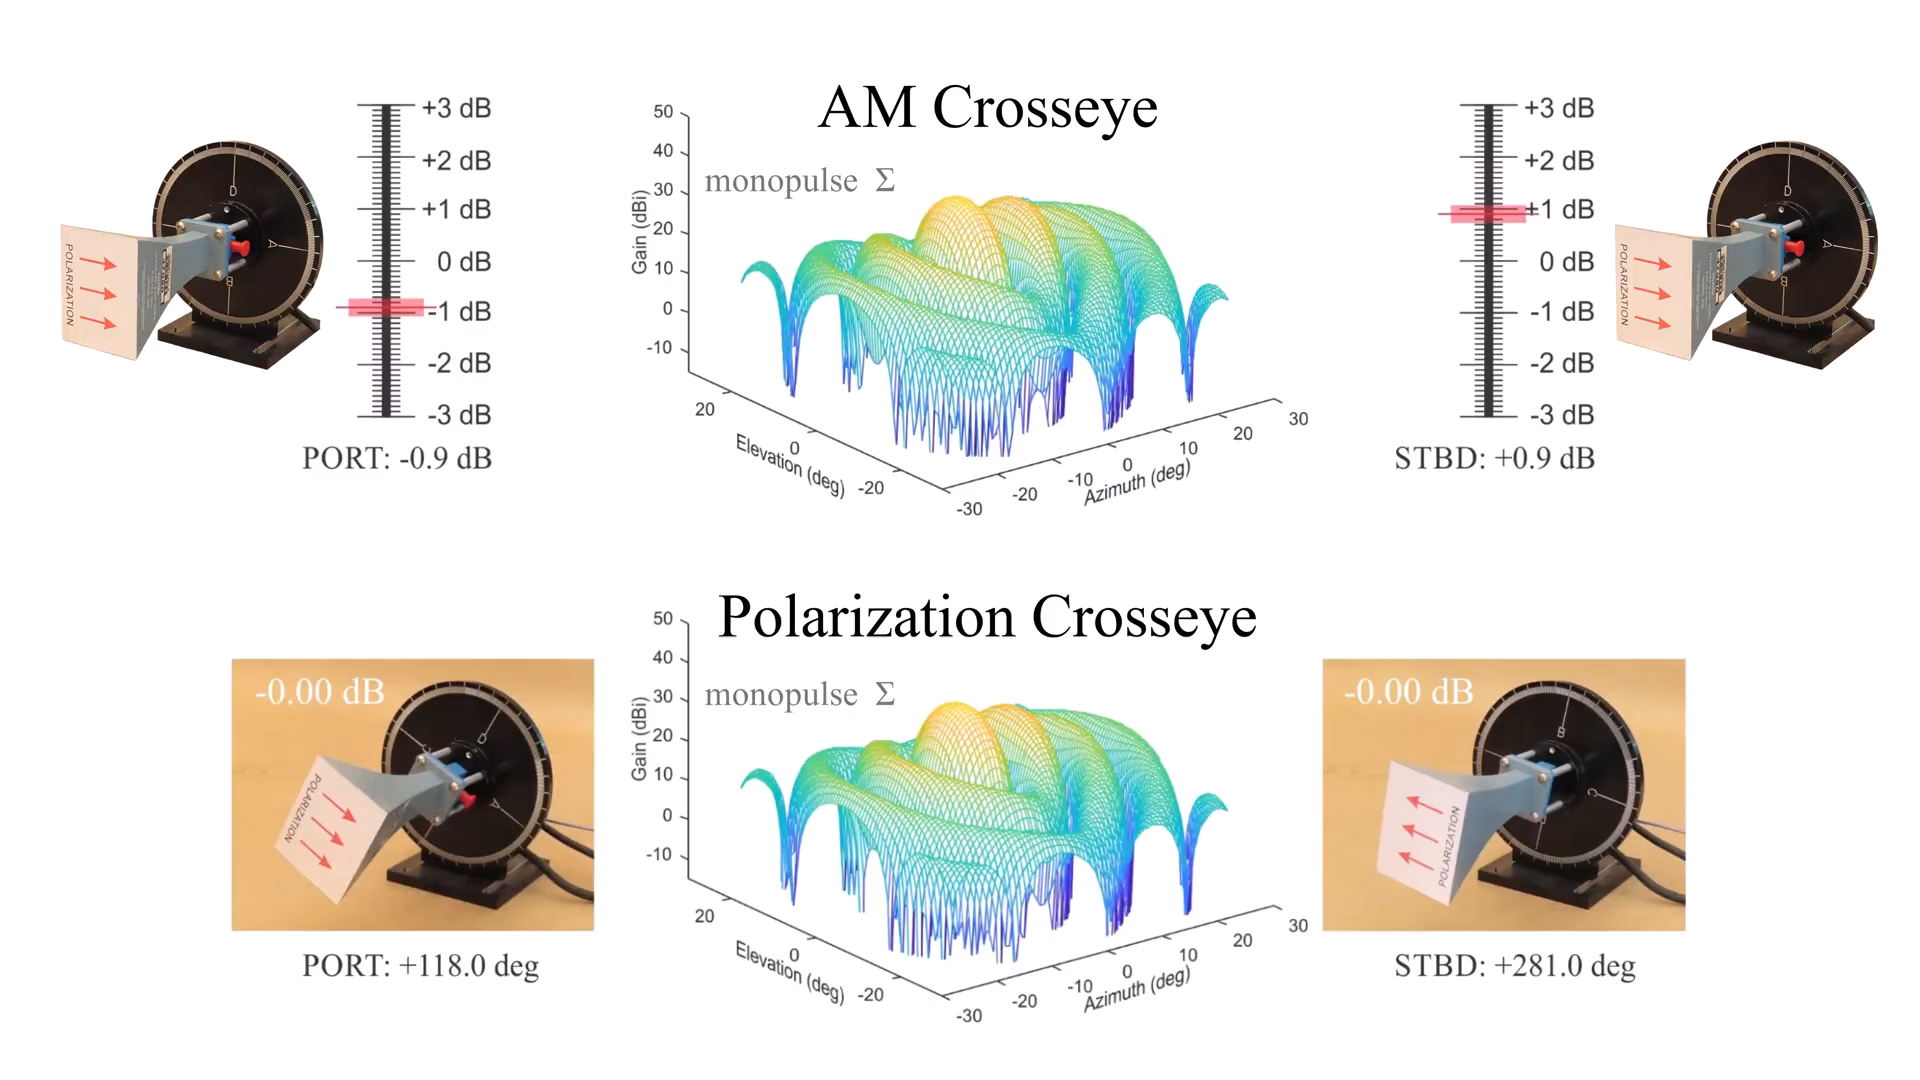 AM Crosseye
+3 dB
+2 dB
+1 dB
0 dB
-1 dB
-2 dB
-3 dB
PORT: -0.9 dB
POLARIZATION
D
A
B
monopulse Σ
50
40
30
20
10
0
-10
Gain (dBi)
20
0
-20
Elevation (deg)
-30
-20
-10
0
10
20
30
Azimuth (deg)
+3 dB
+2 dB
+1 dB
0 dB
-1 dB
-2 dB
-3 dB
STBD: +0.9 dB
POLARIZATION
D
A
B
Polarization Crosseye
-0.00 dB
POLARIZATION
C
D
A
PORT: +118.0 deg
monopulse Σ
50
40
30
20
10
0
-10
Gain (dBi)
20
0
-20
Elevation (deg)
-30
-20
-10
0
10
20
30
Azimuth (deg)
-0.00 dB
POLARIZATION
B
C
STBD: +281.0 deg